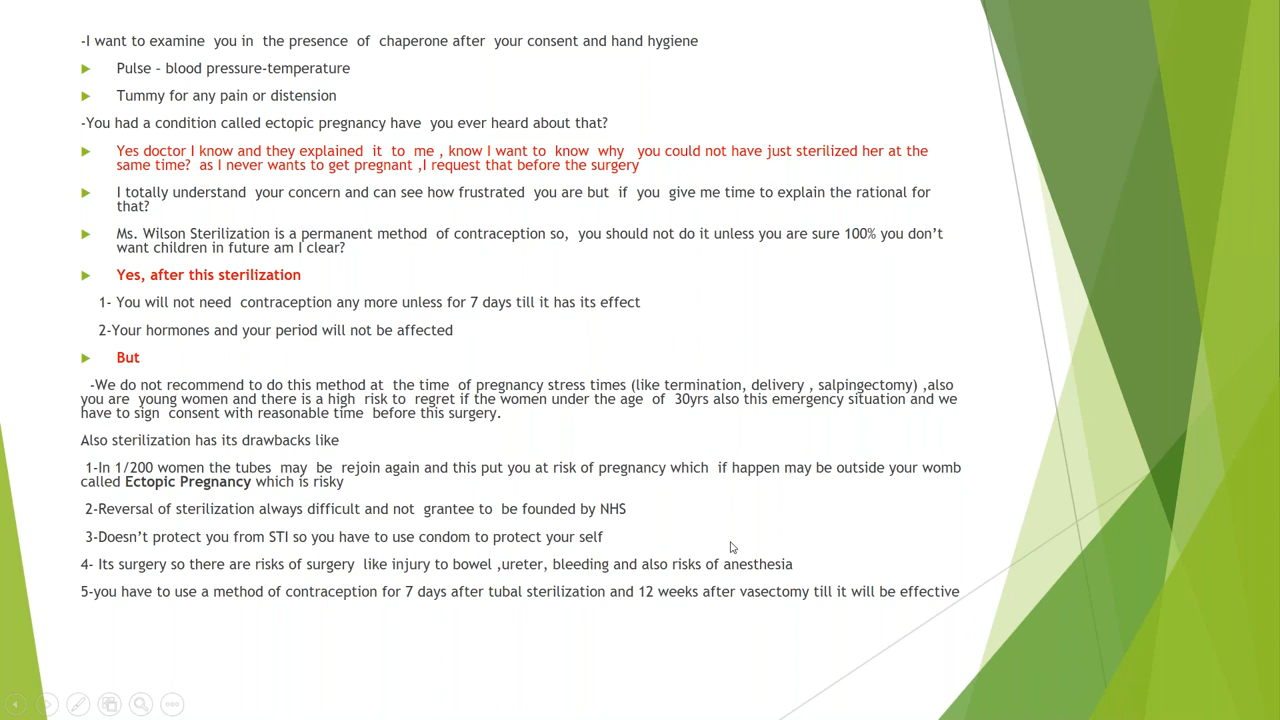 -I want to examine you in the presence of chaperone after your consent and hand hygiene
Pulse – blood pressure-temperature
Tummy for any pain or distension
-You had a condition called ectopic pregnancy have you ever heard about that?
Yes doctor I know and they explained it to me , know I want to know why you could not have just sterilized her at the
same time? as I never wants to get pregnant ,I request that before the surgery
I totally understand your concern and can see how frustrated you are but if you give me time to explain the rational for
that?
Ms. Wilson Sterilization is a permanent method of contraception so, you should not do it unless you are sure 100% you don’t
want children in future am I clear?
Yes, after this sterilization
1- You will not need contraception any more unless for 7 days till it has its effect
2-Your hormones and your period will not be affected
But
-We do not recommend to do this method at the time of pregnancy stress times (like termination, delivery , salpingectomy) ,also
you are young women and there is a high risk to regret if the women under the age of 30yrs also this emergency situation and we
have to sign consent with reasonable time before this surgery.
Also sterilization has its drawbacks like
1-In 1/200 women the tubes may be rejoin again and this put you at risk of pregnancy which if happen may be outside your womb
called Ectopic Pregnancy which is risky
2-Reversal of sterilization always difficult and not grantee to be founded by NHS
3-Doesn’t protect you from STI so you have to use condom to protect your self
4- Its surgery so there are risks of surgery like injury to bowel ,ureter, bleeding and also risks of anesthesia
5-you have to use a method of contraception for 7 days after tubal sterilization and 12 weeks after vasectomy till it will be effective